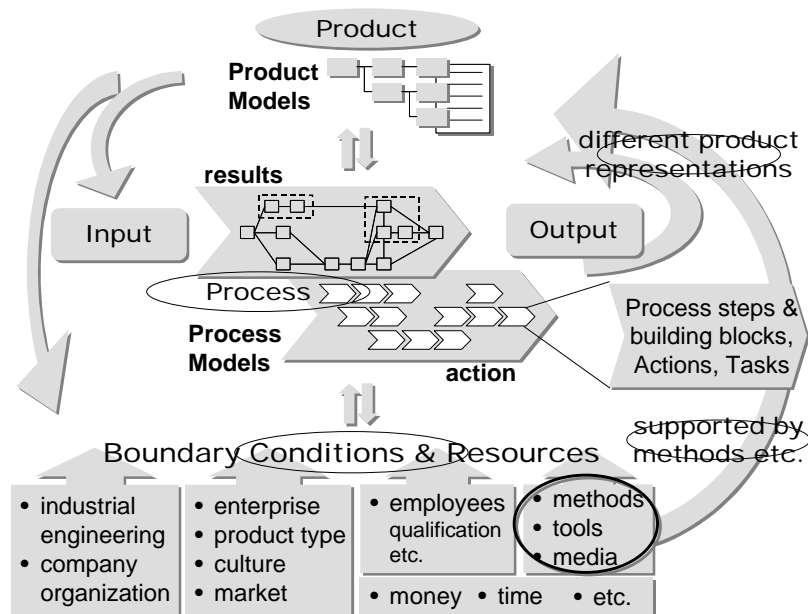 Product
Product
Models
different product
representations
results
Input
Output
Process
Process
Models
action
Process steps &
building blocks,
Actions, Tasks
supported by
methods etc.
Boundary Conditions & Resources
• industrial
engineering
• company
organization
• enterprise
• product type
• culture
• market
• employees
qualification
etc.
• methods
• tools
• media
• money • time • etc.